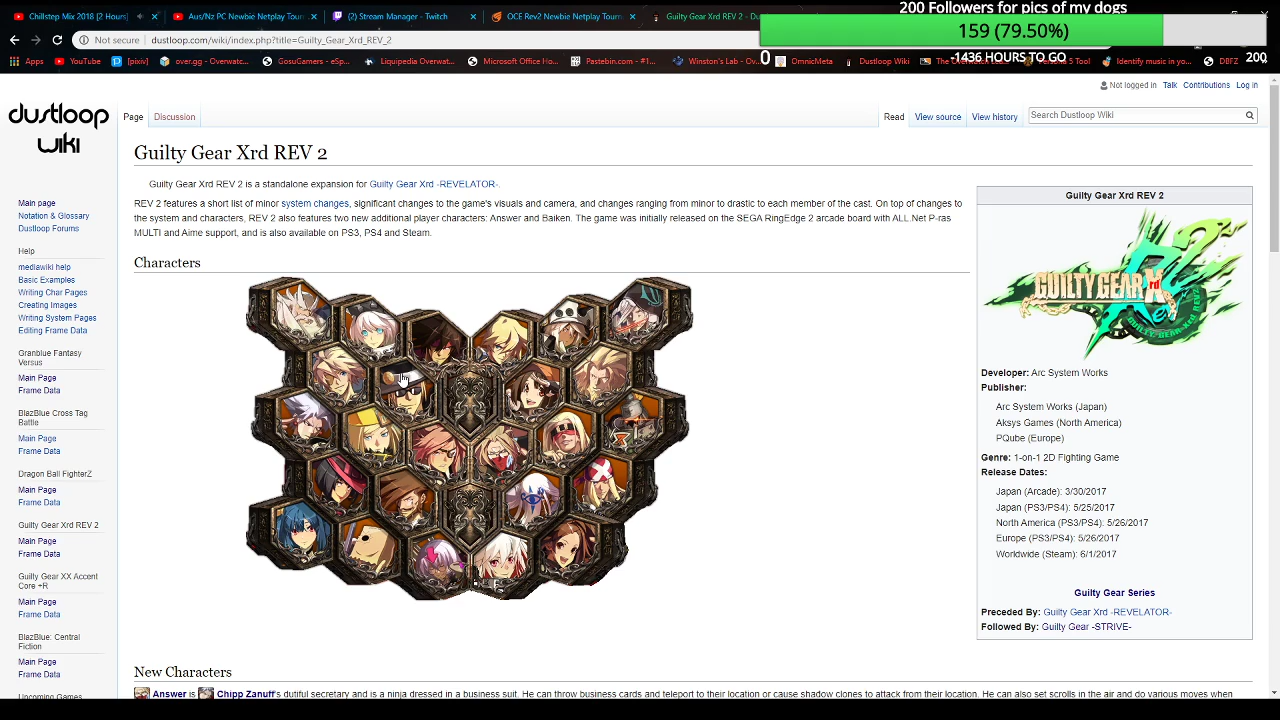 200 Followers for pics of my dogs
159 (79.50%)
-1436 HOURS TO GO
0
200
Chillstep Mix 2018 [2 Hours]
Aus/Nz PC Newbie Netplay Tour
(2) Stream Manager - Twitch
OCE Rev2 Newbie Netplay Tourn
Guilty Gear Xrd REV 2 - Du
Not secure
dustloop.com/wiki/index.php?title=Guilty_Gear_Xrd_REV_2
Apps
YouTube
[pixiv]
over.gg — Overwatc...
GosuGamers - eSp...
Liquipedia Overwat...
Microsoft Office Ho...
Pastebin.com - #1...
Winston's Lab - Ov...
OmnicMeta
Dustloop Wiki
5 Tool
Identify music in yo...
DBFZ
Not logged in
Talk
Contributions
Log in
dustloop
wiki
Page
Discussion
Read
View source
View history
Search Dustloop Wiki
Main page
Notation & Glossary
Dustloop Forums
Help
mediawiki help
Basic Examples
Writing Char Pages
Creating Images
Writing System Pages
Editing Frame Data
Granblue Fantasy
Versus
Main Page
Frame Data
BlazBlue Cross Tag
Battle
Main Page
Frame Data
Dragon Ball FighterZ
Main Page
Frame Data
Guilty Gear Xrd REV 2
Main Page
Frame Data
Guilty Gear XX Accent
Core +R
Main Page
Frame Data
BlazBlue: Central
Fiction
Main Page
Frame Data
Upcoming Games
Guilty Gear Xrd REV 2
Guilty Gear Xrd REV 2 is a standalone expansion for Guilty Gear Xrd -REVELATOR-.
REV 2 features a short list of minor system changes, significant changes to the game's visuals and camera, and changes ranging from minor to drastic to each member of the cast. On top of changes to
the system and characters, REV 2 also features two new additional player characters: Answer and Baiken. The game was initially released on the SEGA RingEdge 2 arcade board with ALL.Net P-ras
MULTI and Aime support, and is also available on PS3, PS4 and Steam.
Characters
New Characters
Answer is Chipp Zanuff's dutiful secretary and is a ninja dressed in a business suit. He can throw business cards and teleport to their location or cause shadow clones to attack from their location. He can also set scrolls in the air and do various moves when
Guilty Gear Xrd REV 2
GUILTY GEAR Xrd
Developer: Arc System Works
Publisher:
Arc System Works (Japan)
Aksys Games (North America)
PQube (Europe)
Genre: 1-on-1 2D Fighting Game
Release Dates:
Japan (Arcade): 3/30/2017
Japan (PS3/PS4): 5/25/2017
North America (PS3/PS4): 5/26/2017
Europe (PS3/PS4): 5/26/2017
Worldwide (Steam): 6/1/2017
Guilty Gear Series
Preceded By: Guilty Gear Xrd -REVELATOR-
Followed By: Guilty Gear -STRIVE-